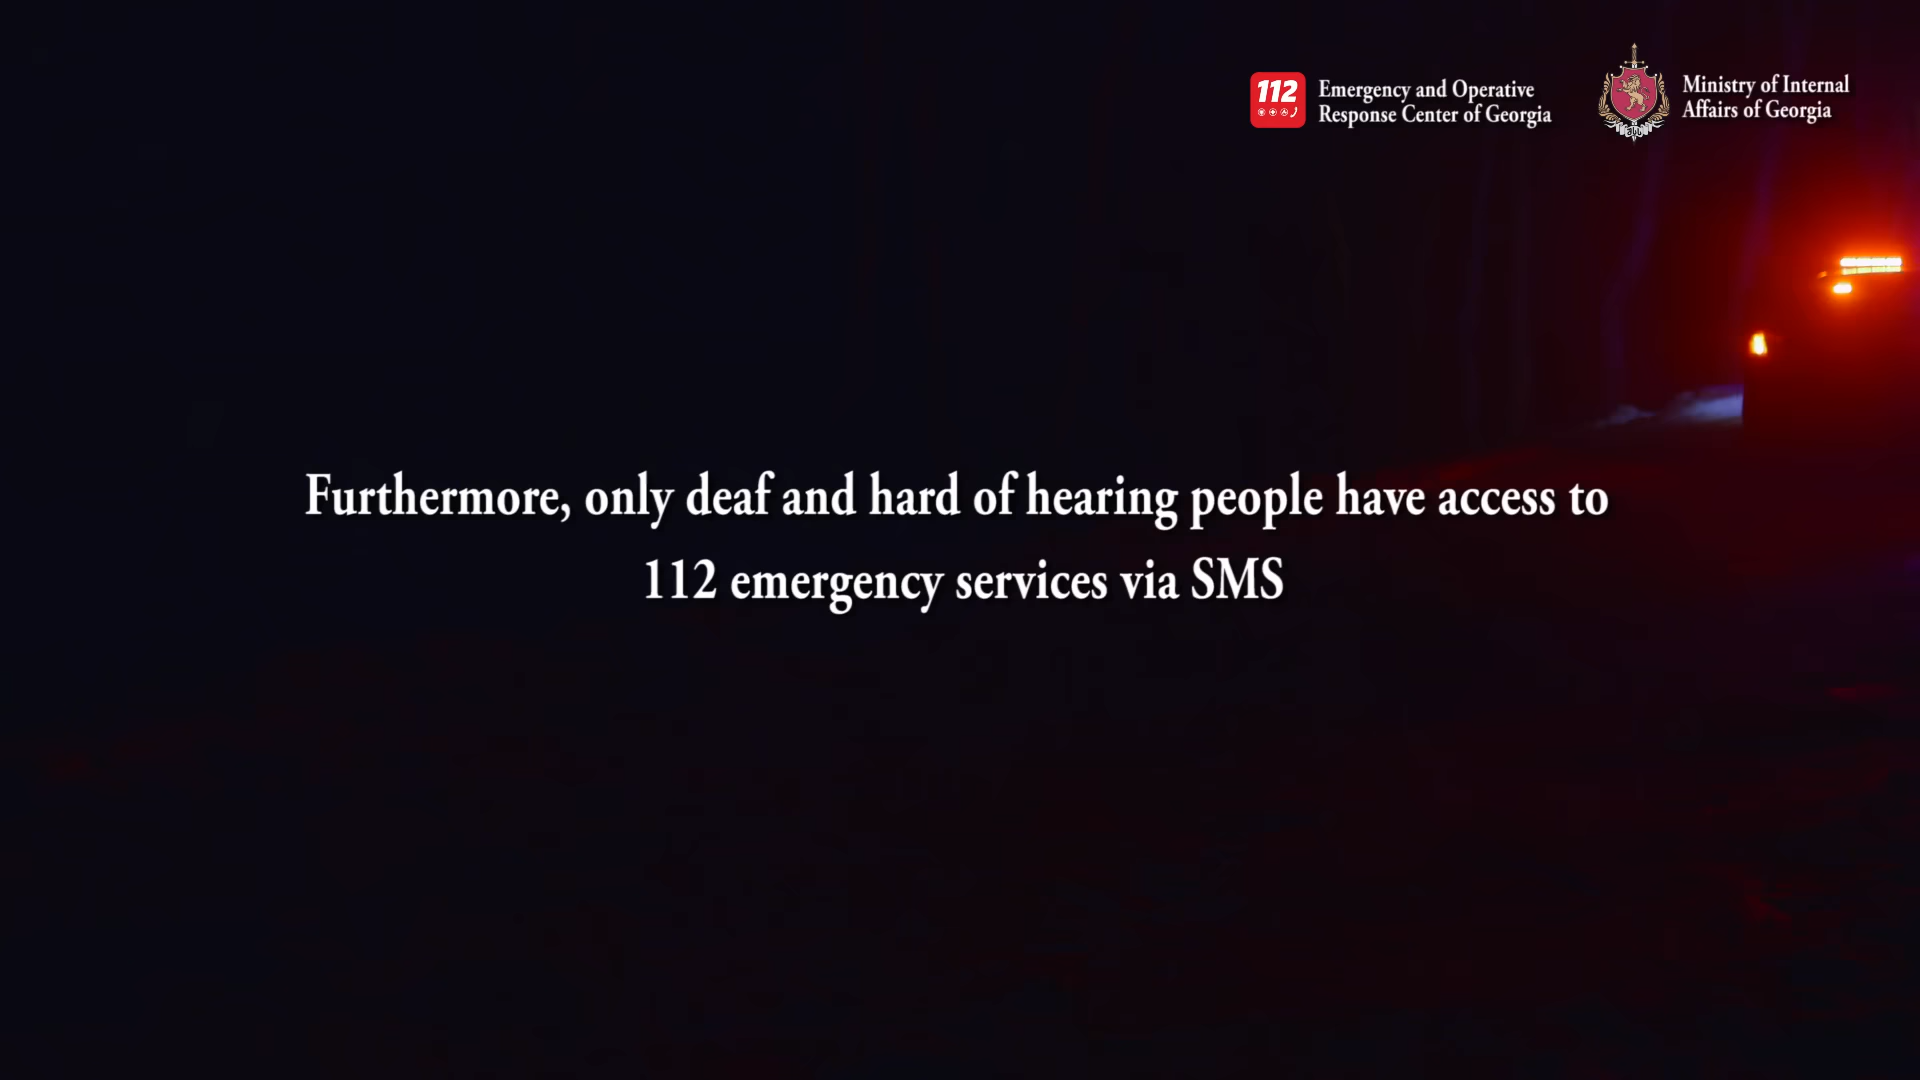 112
Emergency and Operative
Response Center of Georgia
Ministry of Internal
Affairs of Georgia
Furthermore, only deaf and hard of hearing people have access to
112 emergency services via SMS